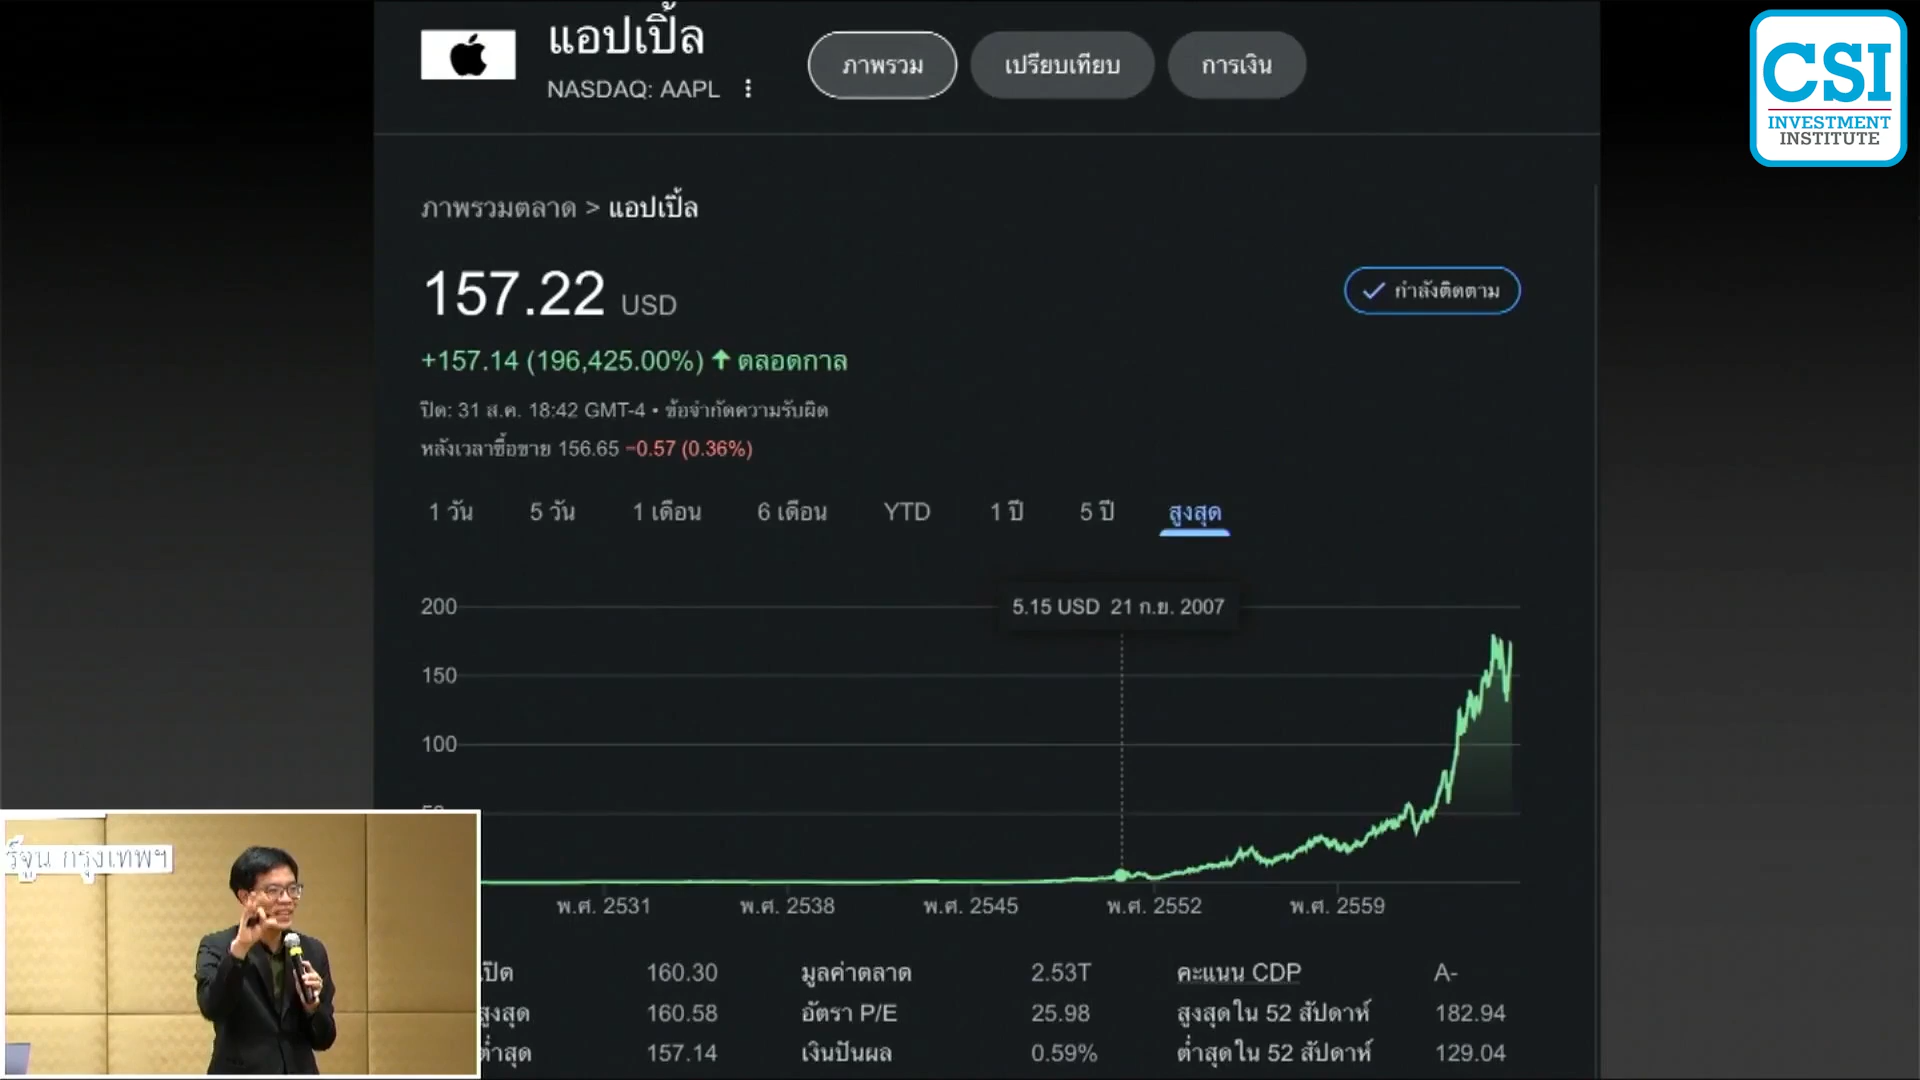 แอปเปิ้ล
NASDAQ: AAPL
ภาพรวม
เปรียบเทียบ
การเงิน
CSI
INVESTMENT
INSTITUTE
ภาพรวมตลาด > แอปเปิ้ล
157.22 USD
กำลังติดตาม
+157.14 (196,425.00%) ตลอดกาล
ปิด: 31 ส.ค. 18:42 GMT-4 • ข้อจำกัดความรับผิด
หลังเวลาซื้อขาย 156.65 −0.57 (0.36%)
1 วัน 5 วัน 1 เดือน 6 เดือน YTD 1 ปี 5 ปี สูงสุด
5.15 USD 21 ก.ย. 2007
200
150
100
พ.ศ. 2531 พ.ศ. 2538 พ.ศ. 2545 พ.ศ. 2552 พ.ศ. 2559
เปิด 160.30 มูลค่าตลาด 2.53T คะแนน CDP A-
สูงสุด 160.58 อัตรา P/E 25.98 สูงสุดใน 52 สัปดาห์ 182.94
ต่ำสุด 157.14 เงินปันผล 0.59% ต่ำสุดใน 52 สัปดาห์ 129.04
กรุงเทพฯ